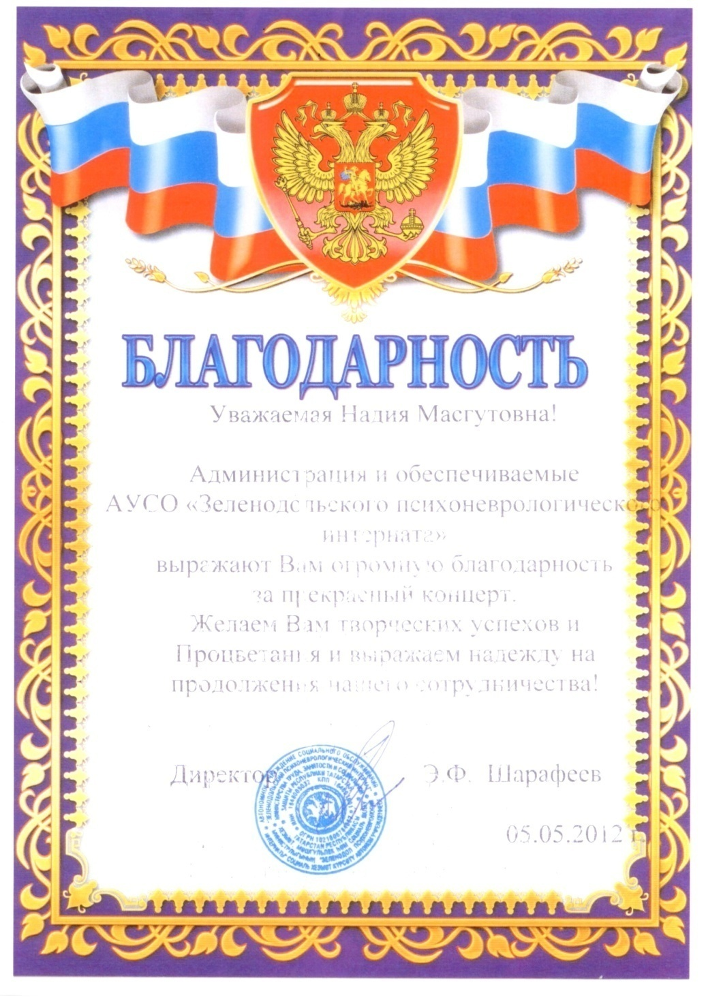 БЛАГОДАРНОСТЬ
Уважаемая Надия Масгутовна!
Администрация и обеспечиваемые
АУСО «Зеленодольского психоневрологического
интерната»
выражают Вам огромную благодарность
за прекрасный концерт.
Желаем Вам творческих успехов и
Процветанья и выражаем надежду на
продолжения нашего сотрудничества!
Директор Э.Ф. Шарафеев
05.05.2012 г.